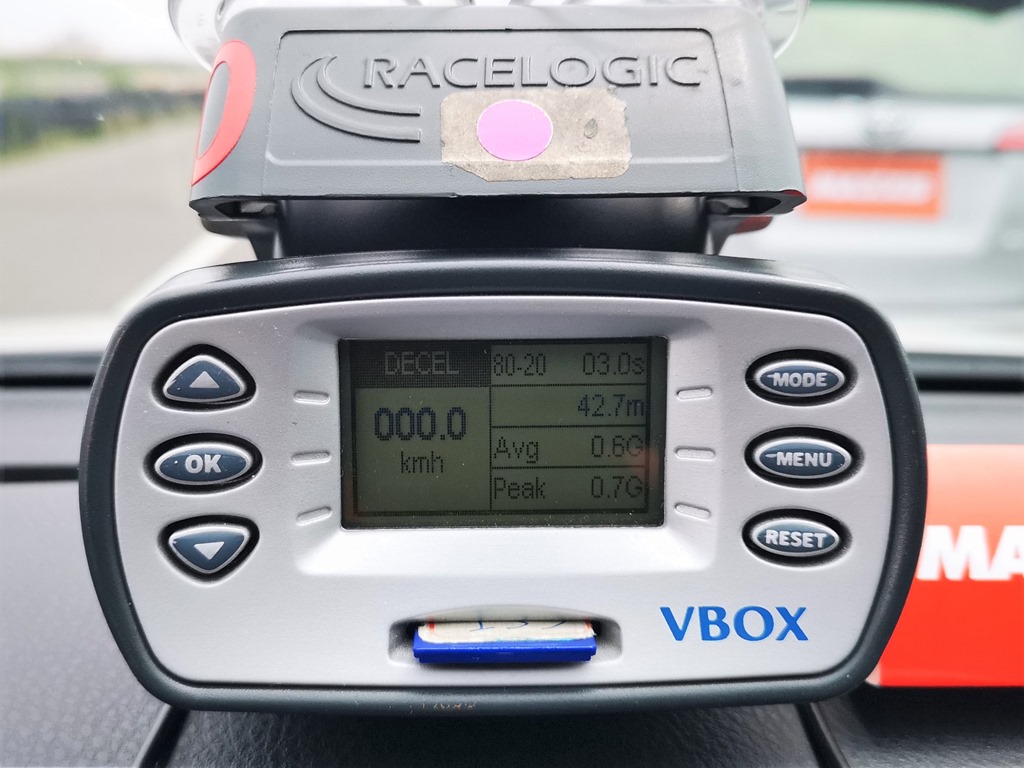 RACELOGIC
DECEL
80-20 03.0s
000.0
kmh
42.7m
Avg 0.6G
Peak 0.7G
OK
MODE
MENU
RESET
VBOX
MA